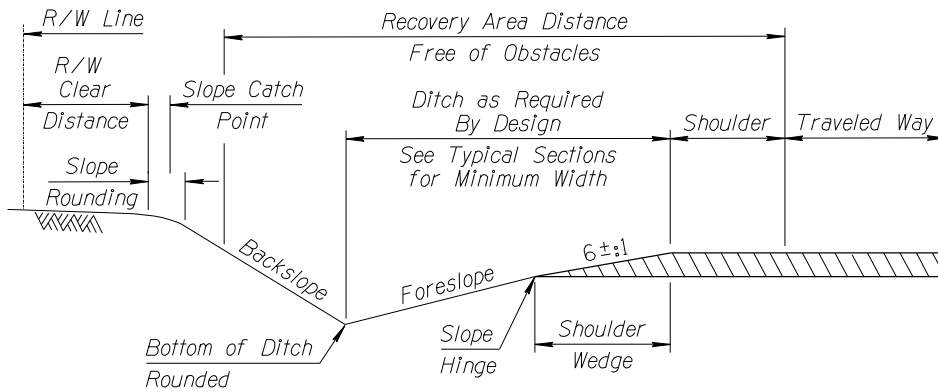 R/W Line
Recovery Area Distance
Free of Obstacles
R/W
Clear
Distance
Slope Catch
Point
Ditch as Required
By Design
See Typical Sections
for Minimum Width
Shoulder
Traveled Way
Slope
Rounding
Backslope
Foreslope
6±:1
Bottom of Ditch
Rounded
Slope
Hinge
Shoulder
Wedge